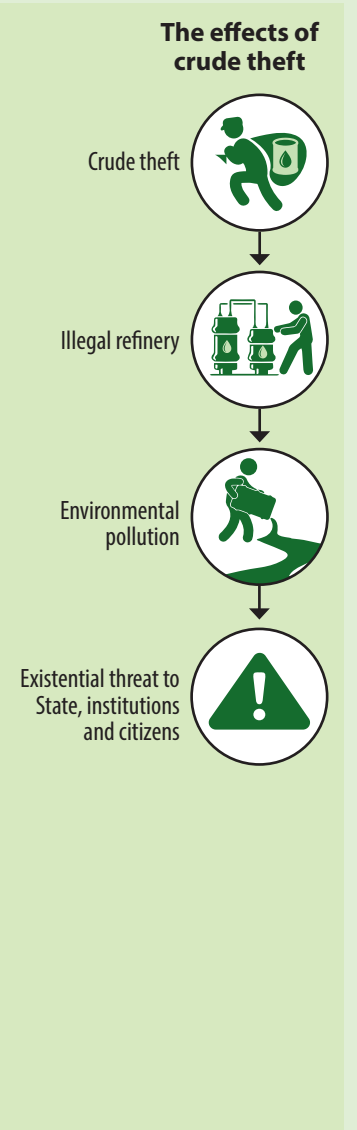 The effects of
crude theft
Crude theft
Illegal refinery
Environmental
pollution
Existential threat to
State, institutions
and citizens